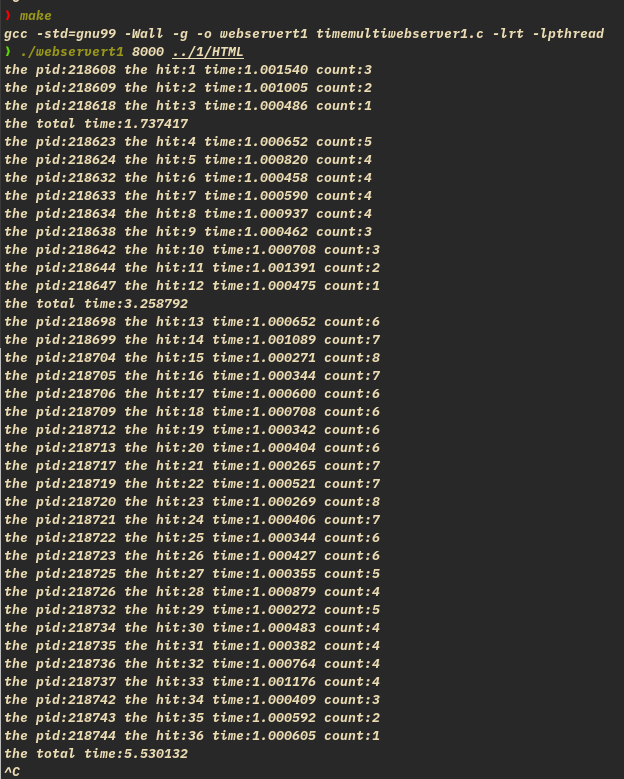 ❯ make
gcc -std=gnu99 -Wall -g -o webservert1 timemultiwebserver1.c -lrt -lpthread
❯ ./webservert1 8000 ../1/HTML
the pid:218608 the hit:1 time:1.001540 count:3
the pid:218609 the hit:2 time:1.001005 count:2
the pid:218618 the hit:3 time:1.000486 count:1
the total time:1.737417
the pid:218623 the hit:4 time:1.000652 count:5
the pid:218624 the hit:5 time:1.000820 count:4
the pid:218632 the hit:6 time:1.000458 count:4
the pid:218633 the hit:7 time:1.000590 count:4
the pid:218634 the hit:8 time:1.000937 count:4
the pid:218638 the hit:9 time:1.000462 count:3
the pid:218642 the hit:10 time:1.000708 count:3
the pid:218644 the hit:11 time:1.001391 count:2
the pid:218647 the hit:12 time:1.000475 count:1
the total time:3.258792
the pid:218698 the hit:13 time:1.000652 count:6
the pid:218699 the hit:14 time:1.001089 count:7
the pid:218704 the hit:15 time:1.000271 count:8
the pid:218705 the hit:16 time:1.000344 count:7
the pid:218706 the hit:17 time:1.000600 count:6
the pid:218709 the hit:18 time:1.000708 count:6
the pid:218712 the hit:19 time:1.000342 count:6
the pid:218713 the hit:20 time:1.000404 count:6
the pid:218717 the hit:21 time:1.000265 count:7
the pid:218719 the hit:22 time:1.000521 count:7
the pid:218720 the hit:23 time:1.000269 count:8
the pid:218721 the hit:24 time:1.000406 count:7
the pid:218722 the hit:25 time:1.000344 count:6
the pid:218723 the hit:26 time:1.000427 count:6
the pid:218725 the hit:27 time:1.000355 count:5
the pid:218726 the hit:28 time:1.000879 count:4
the pid:218732 the hit:29 time:1.000272 count:5
the pid:218734 the hit:30 time:1.000483 count:4
the pid:218735 the hit:31 time:1.000382 count:4
the pid:218736 the hit:32 time:1.000764 count:4
the pid:218737 the hit:33 time:1.001176 count:4
the pid:218742 the hit:34 time:1.000409 count:3
the pid:218743 the hit:35 time:1.000592 count:2
the pid:218744 the hit:36 time:1.000605 count:1
the total time:5.530132
^C